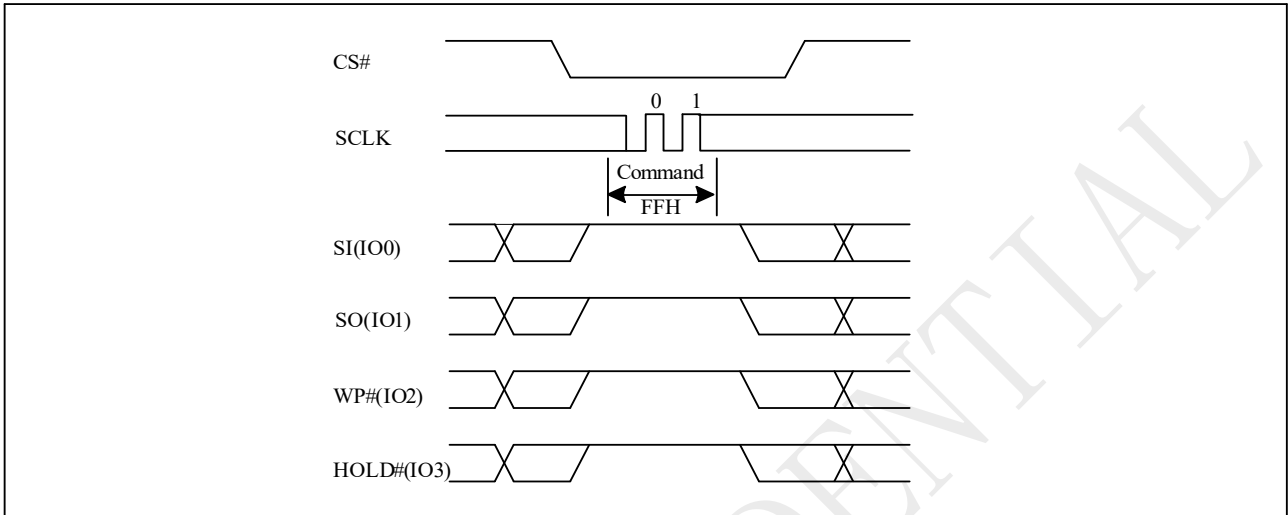 CS#
0 1
SCLK
Command
FFH
SI(IO0)
SO(IO1)
WP#(IO2)
HOLD#(IO3)